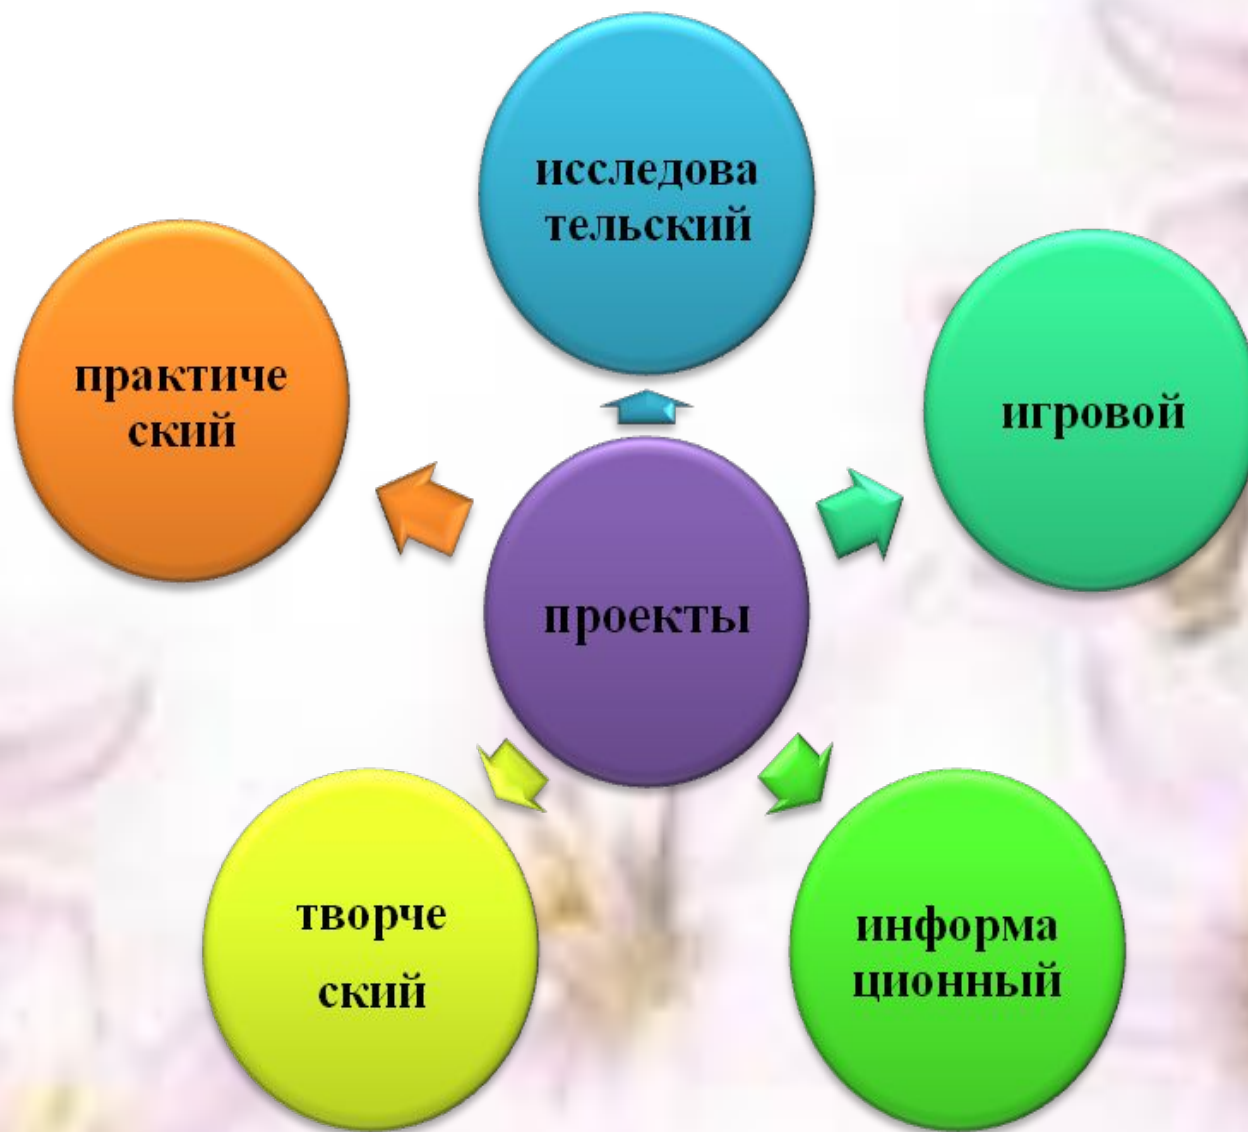 исследова
тельский
практиче
ский
игровой
проекты
творче
ский
информа
ционный